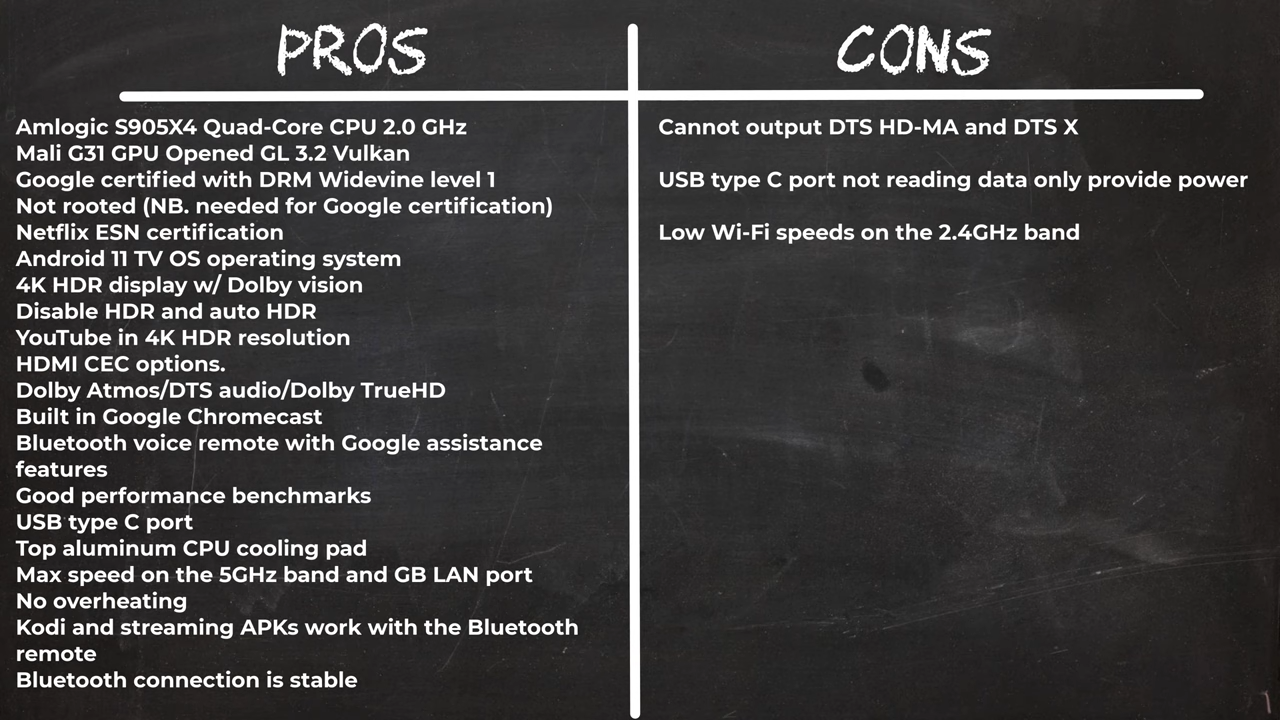 PROS
Amlogic S905X4 Quad-Core CPU 2.0 GHz
Mali G31 GPU Opened GL 3.2 Vulkan
Google certified with DRM Widevine level 1
Not rooted (NB. needed for Google certification)
Netflix ESN certification
Android 11 TV OS operating system
4K HDR display w/ Dolby vision
Disable HDR and auto HDR
YouTube in 4K HDR resolution
HDMI CEC options.
Dolby Atmos/DTS audio/Dolby TrueHD
Built in Google Chromecast
Bluetooth voice remote with Google assistance
features
Good performance benchmarks
USB type C port
Top aluminum CPU cooling pad
Max speed on the 5GHz band and GB LAN port
No overheating
Kodi and streaming APKs work with the Bluetooth
remote
Bluetooth connection is stable
CONS
Cannot output DTS HD-MA and DTS X
USB type C port not reading data only provide power
Low Wi-Fi speeds on the 2.4GHz band